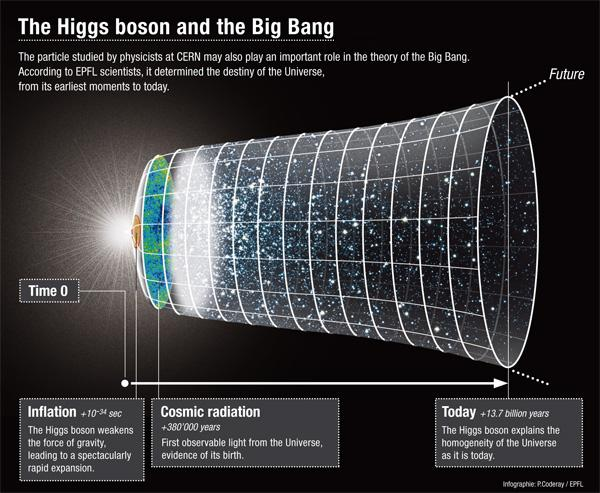 The Higgs boson and the Big Bang
The particle studied by physicists at CERN may also play an important role in the theory of the Big Bang.
According to EPFL scientists, it determined the destiny of the Universe,
from its earliest moments to today.
Future
Time 0
Inflation +10⁻³⁴ sec
The Higgs boson weakens
the force of gravity,
leading to a spectacularly
rapid expansion.
Cosmic radiation
+380'000 years
First observable light from the Universe,
evidence of its birth.
Today +13.7 billion years
The Higgs boson explains the
homogeneity of the Universe
as it is today.
Infographie: P.Coderay / EPFL